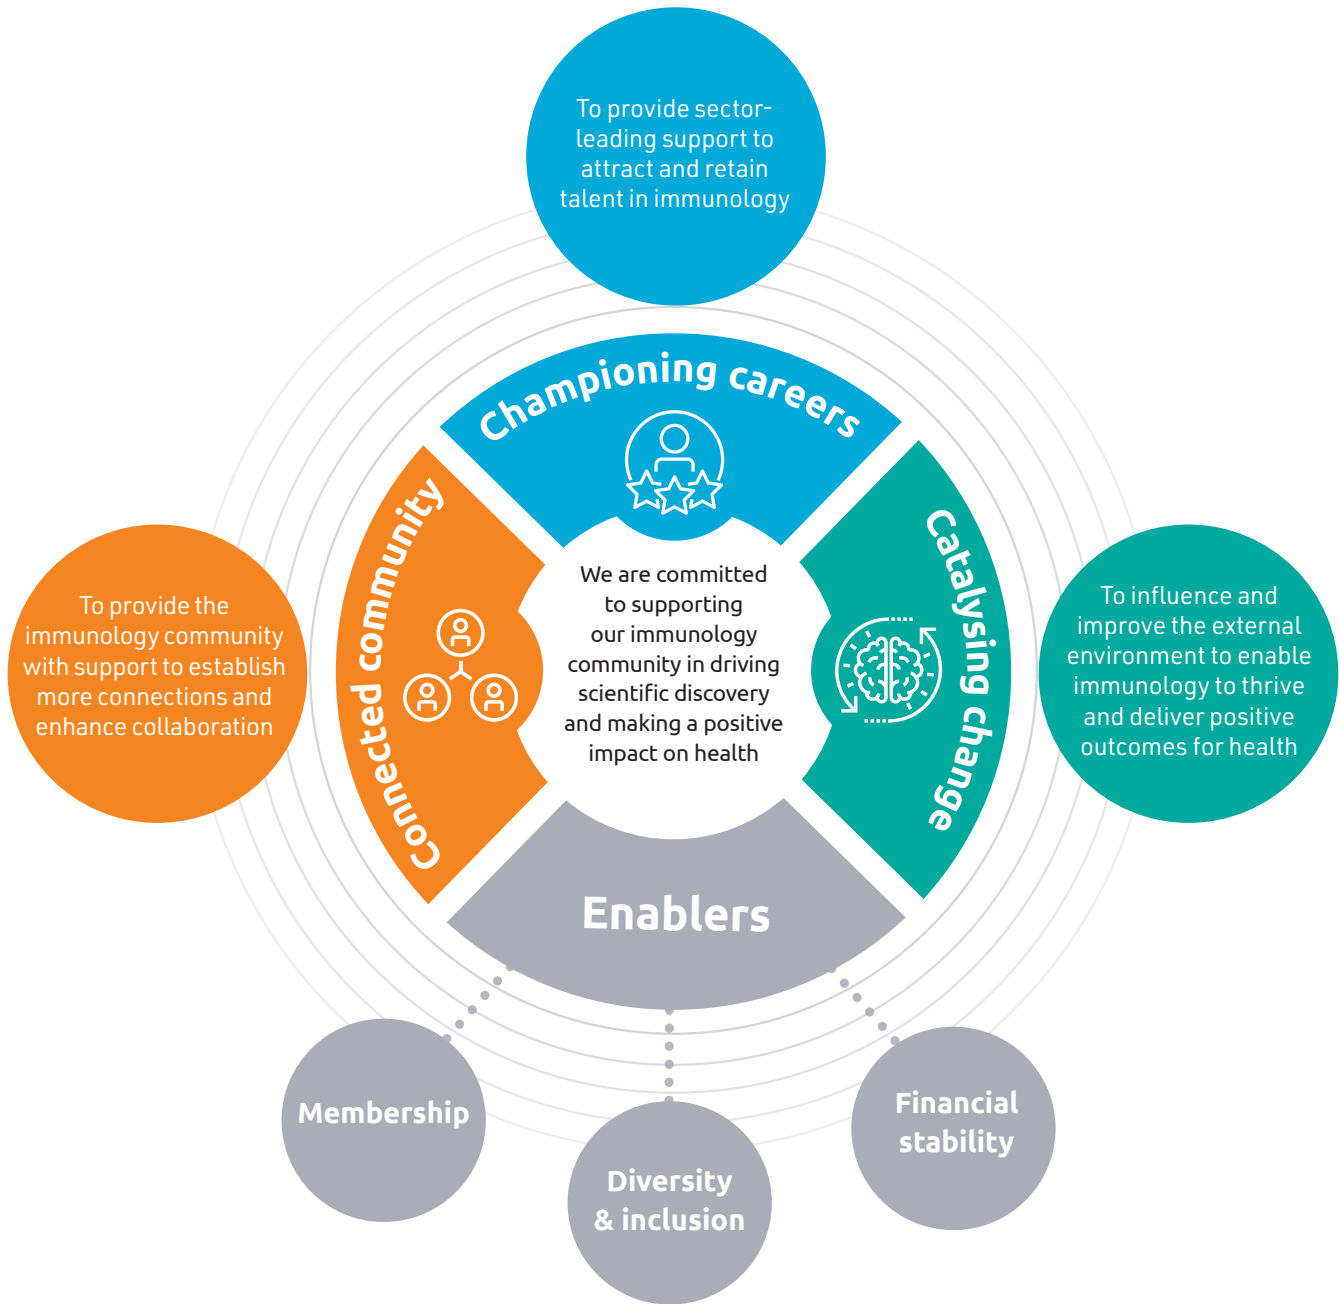 To provide sector-
leading support to
attract and retain
talent in immunology
Championing careers
Connected community
Catalysing change
To provide the
immunology community
with support to establish
more connections and
enhance collaboration
We are committed
to supporting
our immunology
community in driving
scientific discovery
and making a positive
impact on health
To influence and
improve the external
environment to enable
immunology to thrive
and deliver positive
outcomes for health
Enablers
Membership
Diversity
& inclusion
Financial
stability